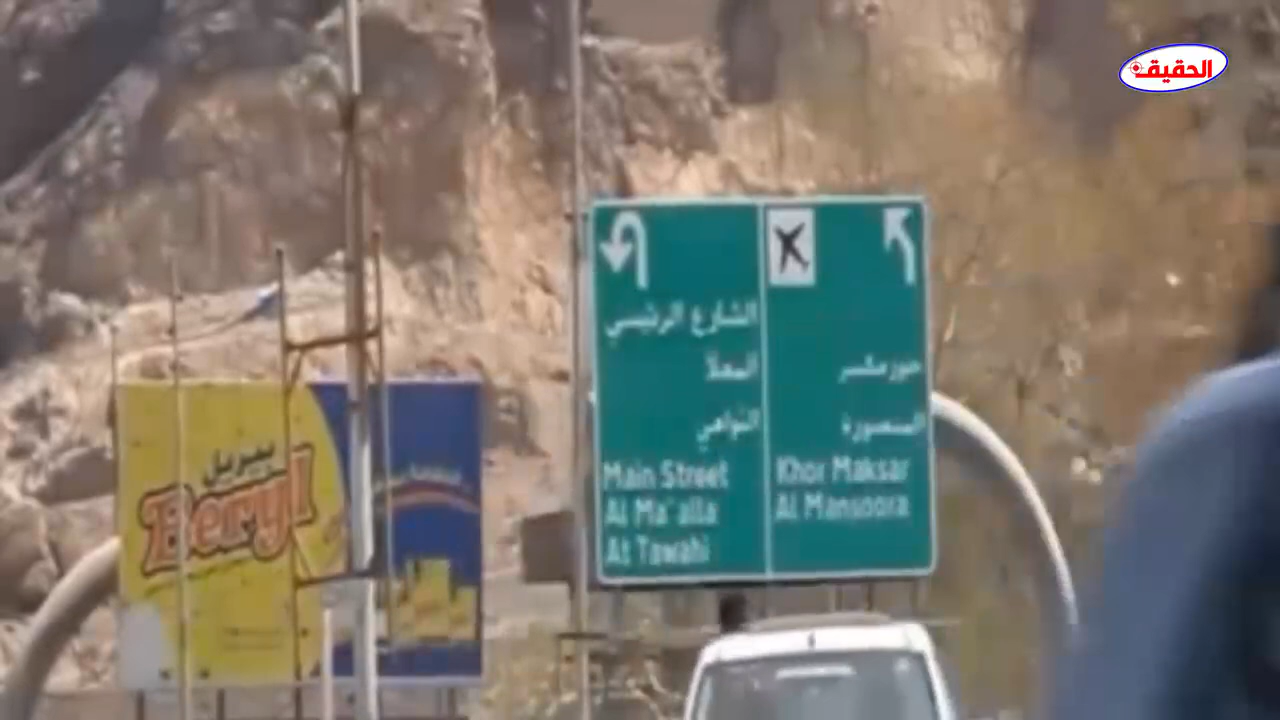 الحقيقة
الشارع الرئيسي
المعلا
التواهي
Main Street
Al Ma'alla
At Tawahi
خور مكسر
المنصورة
Khor Maksar
Al Mansoora
بيريل
Beryl